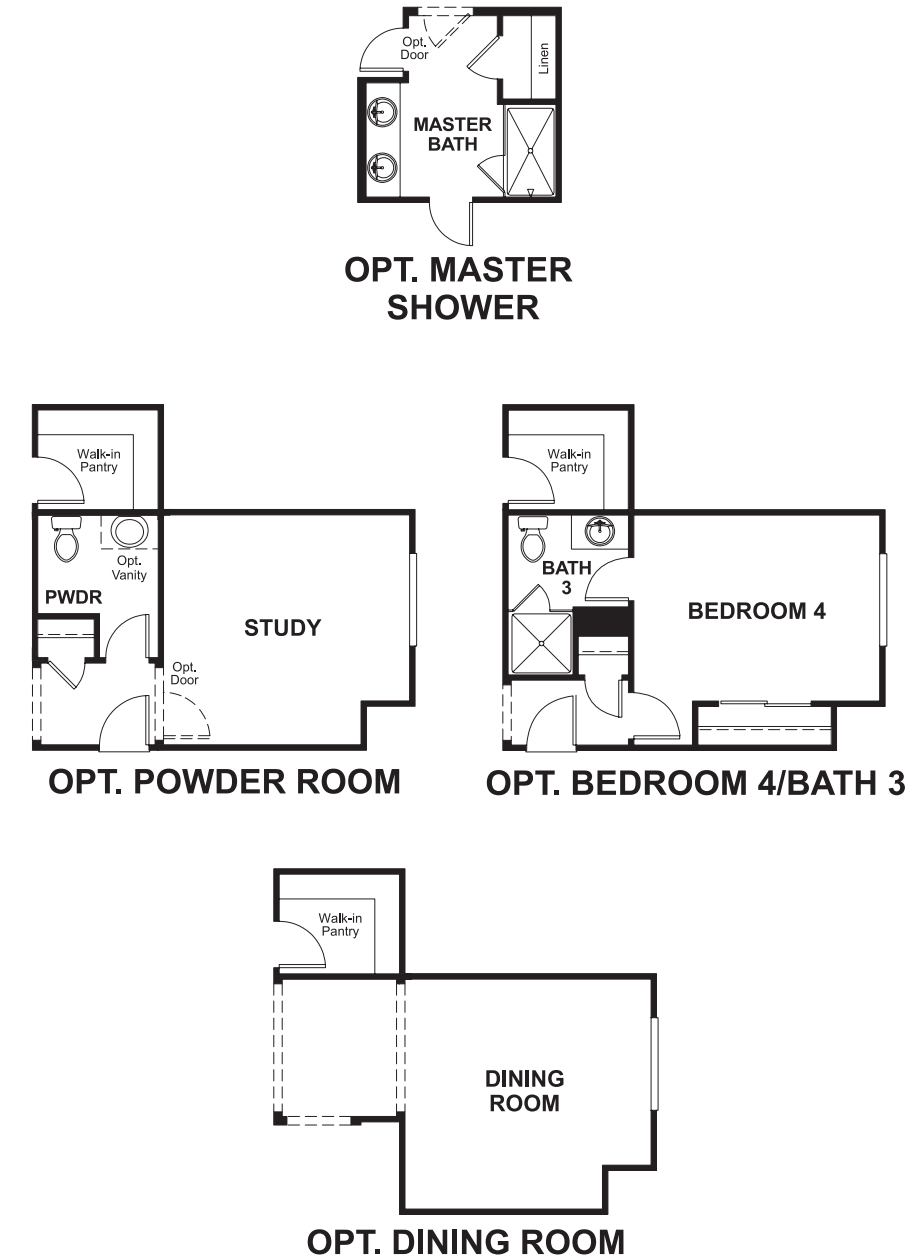 Opt.
Door
Linen
MASTER
BATH
OPT. MASTER
SHOWER
Walk-in
Pantry
Opt.
Vanity
PWDR
STUDY
Opt.
Door
OPT. POWDER ROOM
Walk-in
Pantry
BATH
3
BEDROOM 4
OPT. BEDROOM 4/BATH 3
Walk-in
Pantry
DINING
ROOM
OPT. DINING ROOM